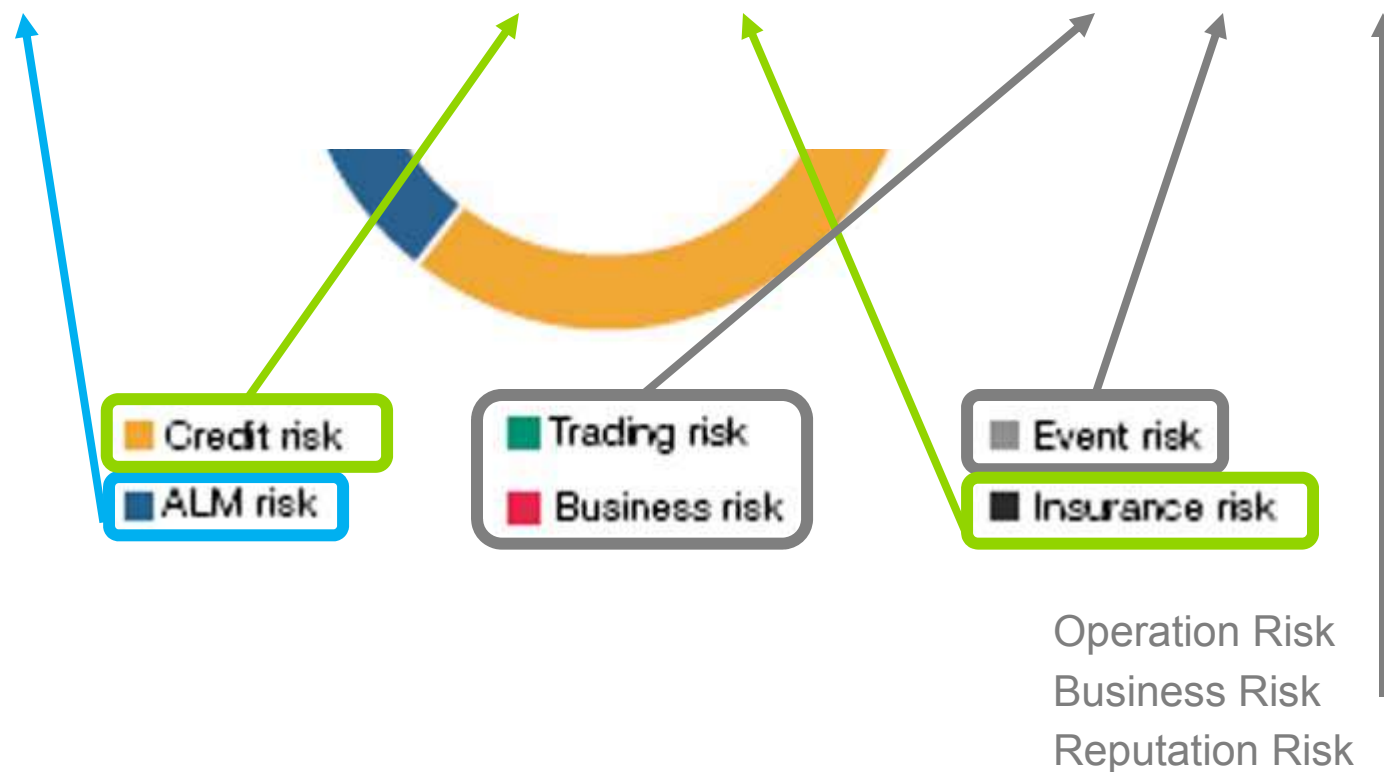 Credit risk
ALM risk
Trading risk
Business risk
Event risk
Insurance risk
Operation Risk
Business Risk
Reputation Risk